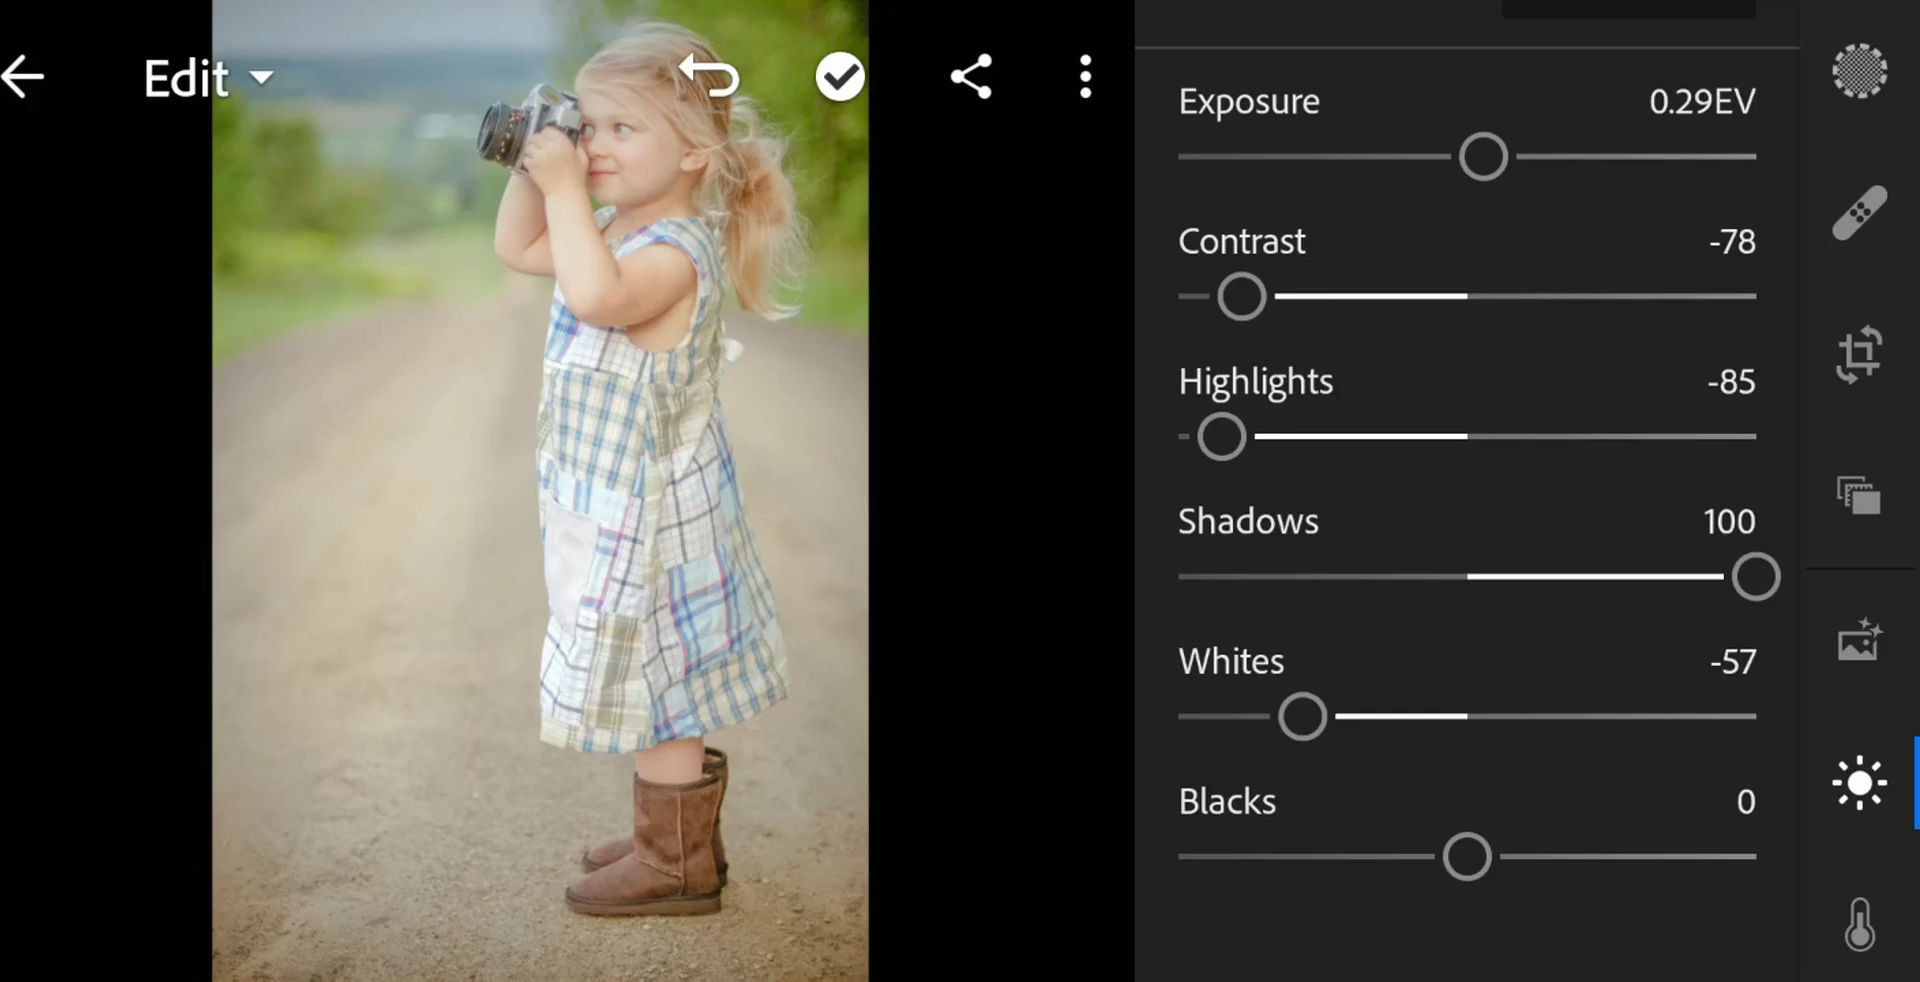 Edit
Exposure 0.29EV
Contrast -78
Highlights -85
Shadows 100
Whites -57
Blacks 0